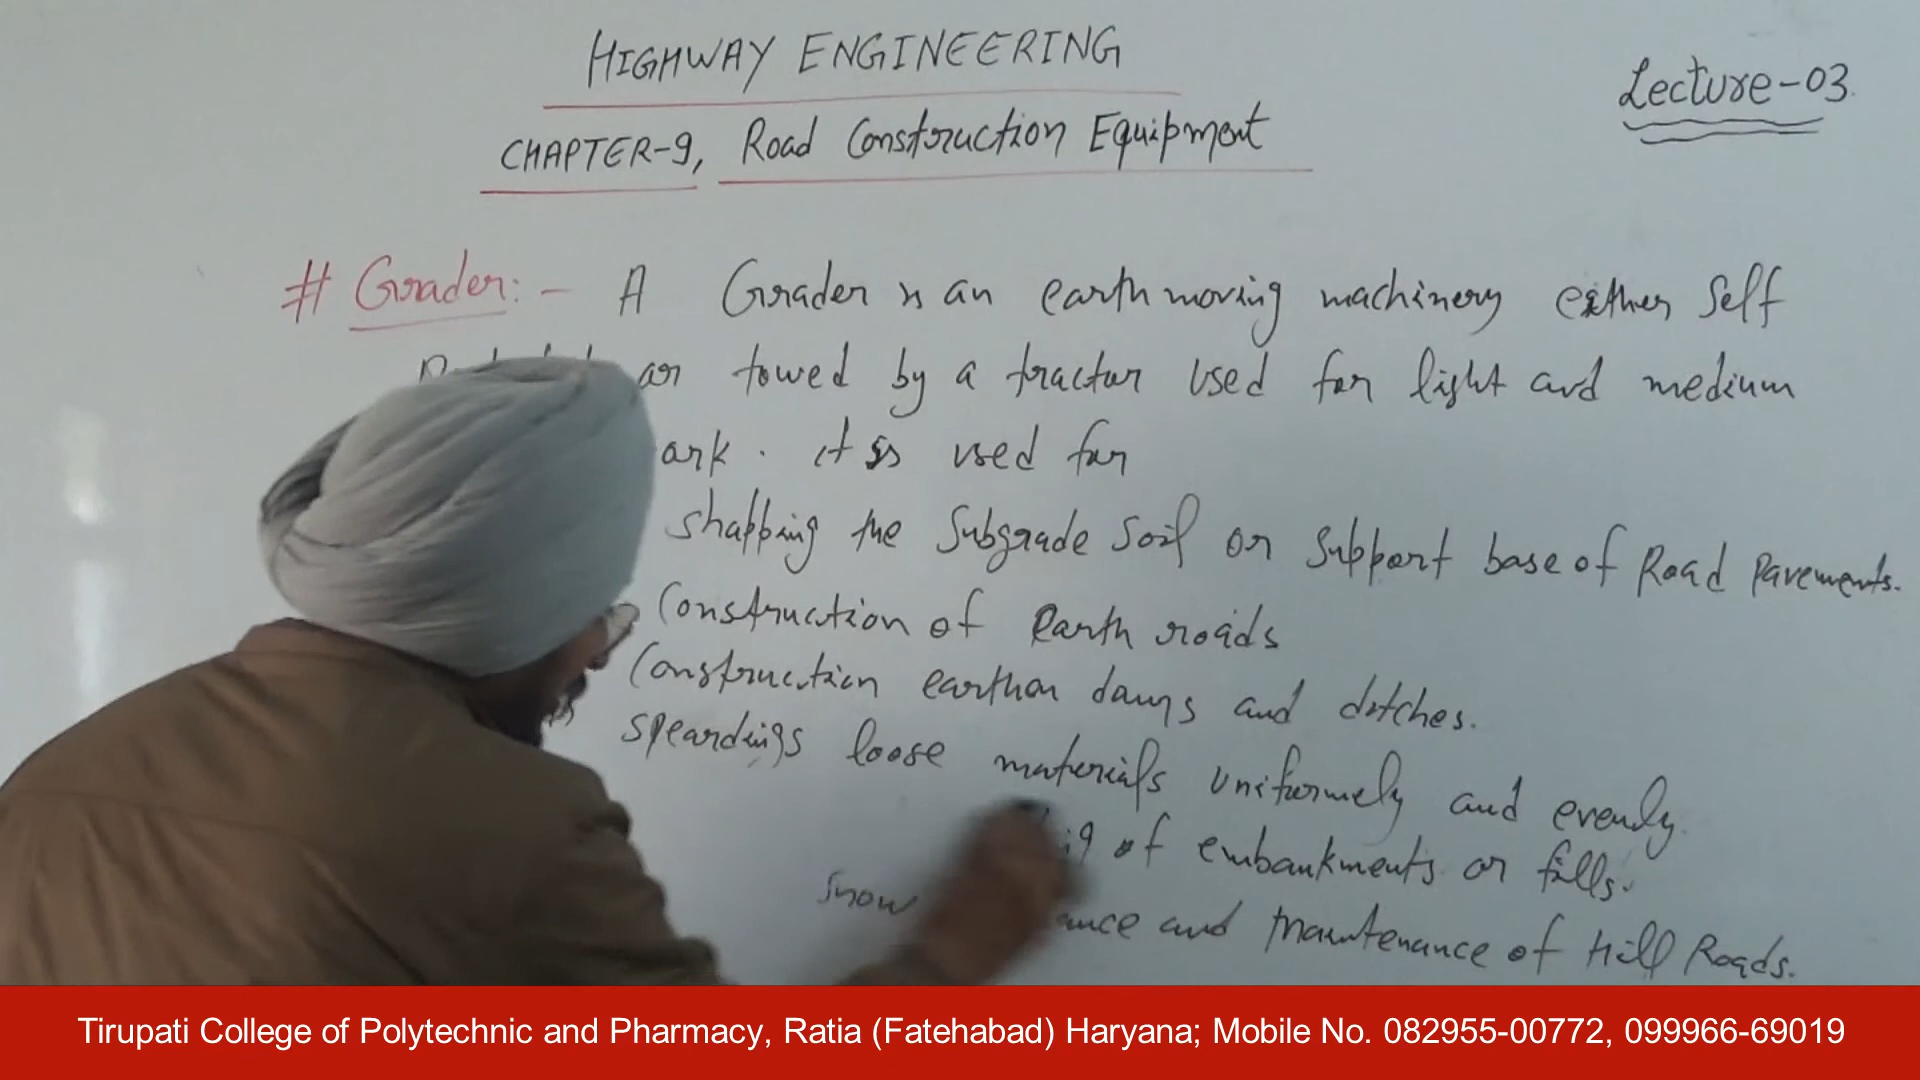 HIGHWAY ENGINEERING
Lecture-03
CHAPTER-9, Road Construction Equipment
# Grader:- A Grader is an earth moving machinery either Self
or towed by a tractor used for light and medium
it is used for
shapping the Subgrade Soil or Support base of Road Pavements.
Construction of earth roads
Construction earthen dams and ditches.
Speardings loose materials uniformely and evenly.
of embankments or fills.
Snow and Maintenance of Hill Roads.
Tirupati College of Polytechnic and Pharmacy, Ratia (Fatehabad) Haryana; Mobile No. 082955-00772, 099966-69019